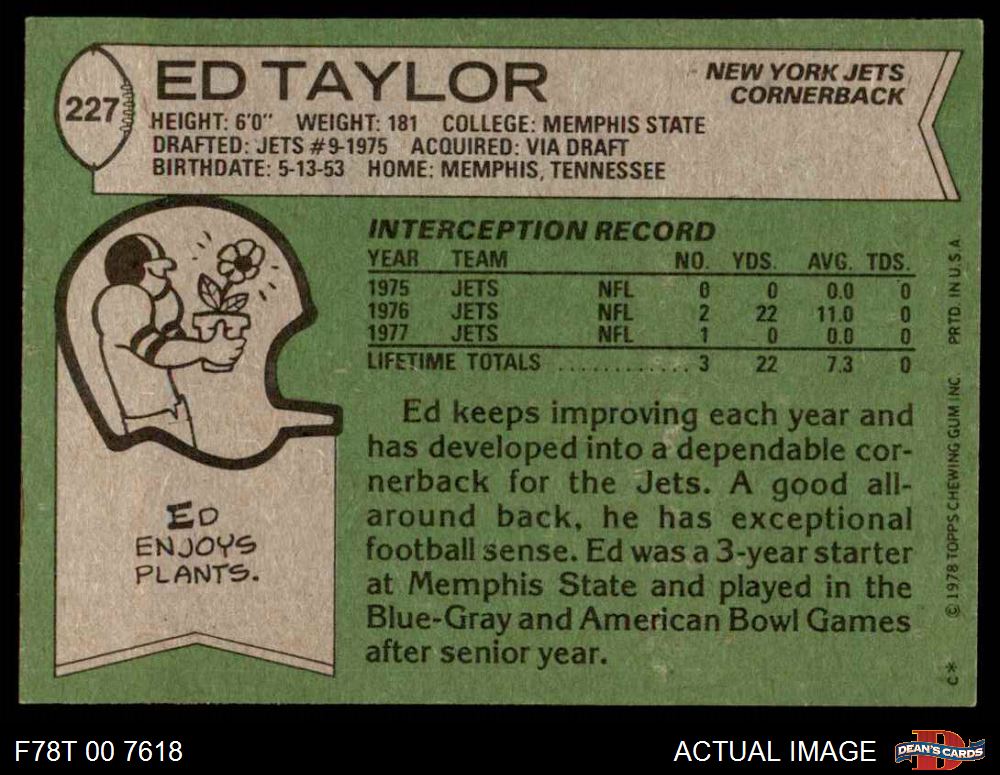 227
ED TAYLOR
NEW YORK JETS
CORNERBACK
HEIGHT: 6'0" WEIGHT: 181 COLLEGE: MEMPHIS STATE
DRAFTED: JETS #9-1975 ACQUIRED: VIA DRAFT
BIRTHDATE: 5-13-53 HOME: MEMPHIS, TENNESSEE
INTERCEPTION RECORD
YEAR TEAM NO. YDS. AVG. TDS.
1975 JETS NFL 0 0 0.0 0
1976 JETS NFL 2 22 11.0 0
1977 JETS NFL 1 0 0.0 0
LIFETIME TOTALS ............ 3 22 7.3 0
Ed keeps improving each year and
has developed into a dependable cor-
nerback for the Jets. A good all-
around back, he has exceptional
football sense. Ed was a 3-year starter
at Memphis State and played in the
Blue-Gray and American Bowl Games
after senior year.
ED
ENJOYS
PLANTS.
C* © 1978 TOPPS CHEWING GUM INC PRTD. IN U.S.A
F78T 00 7618
ACTUAL IMAGE
DEAN'S CARDS